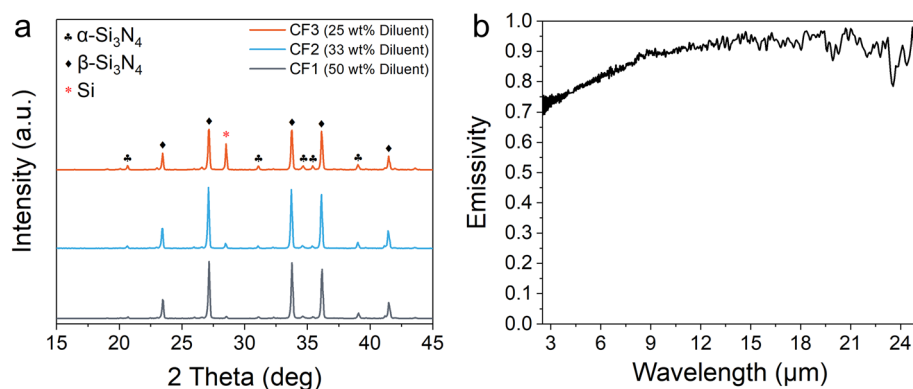 a
♣ α-Si₃N₄
♦ β-Si₃N₄
* Si
CF3 (25 wt% Diluent)
CF2 (33 wt% Diluent)
CF1 (50 wt% Diluent)
Intensity (a.u.)
15 20 25 30 35 40 45
2 Theta (deg)
b
1.0
0.9
0.8
0.7
0.6
0.5
0.4
0.3
0.2
0.1
0.0
Emissivity
3 6 9 12 15 18 21 24
Wavelength (μm)